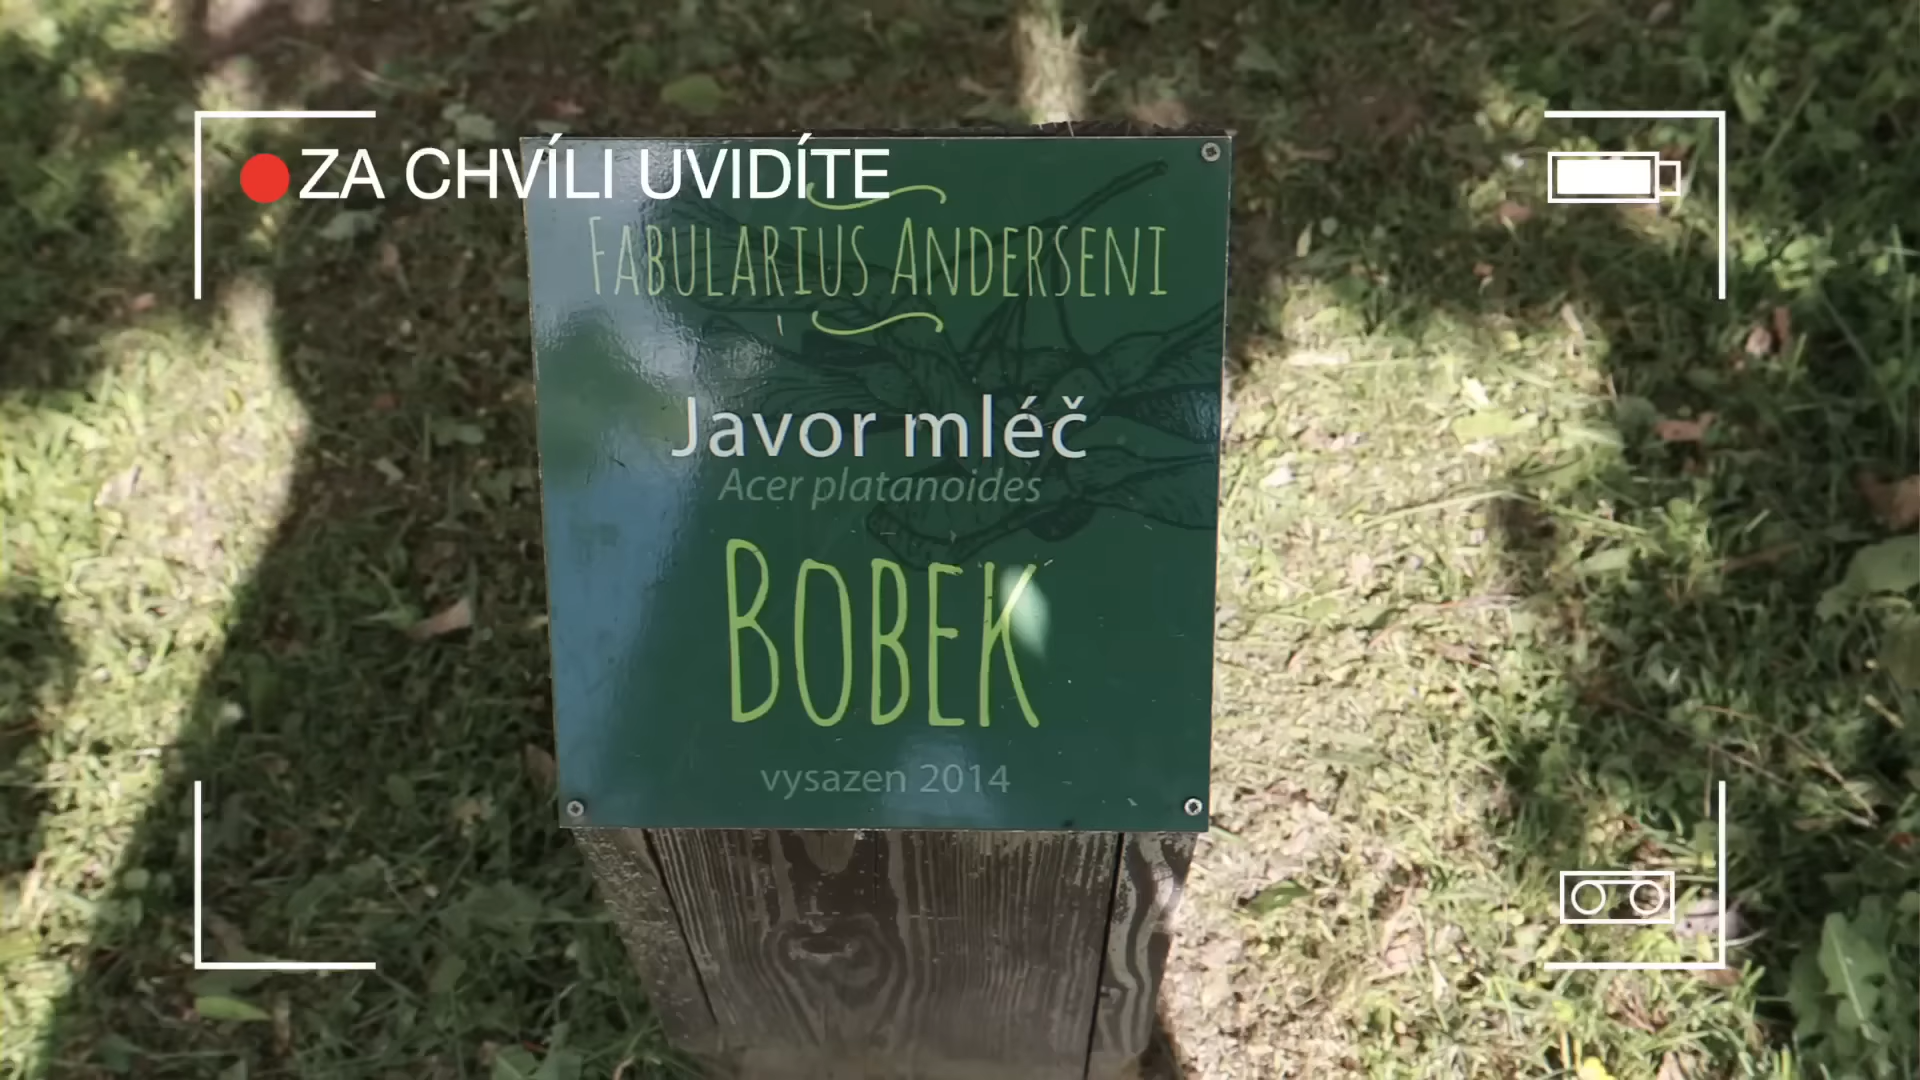 ZA CHVÍLI UVIDÍTE
FABULARIUS ANDERSENI
Javor mléč
Acer platanoides
BOBEK
vysazen 2014